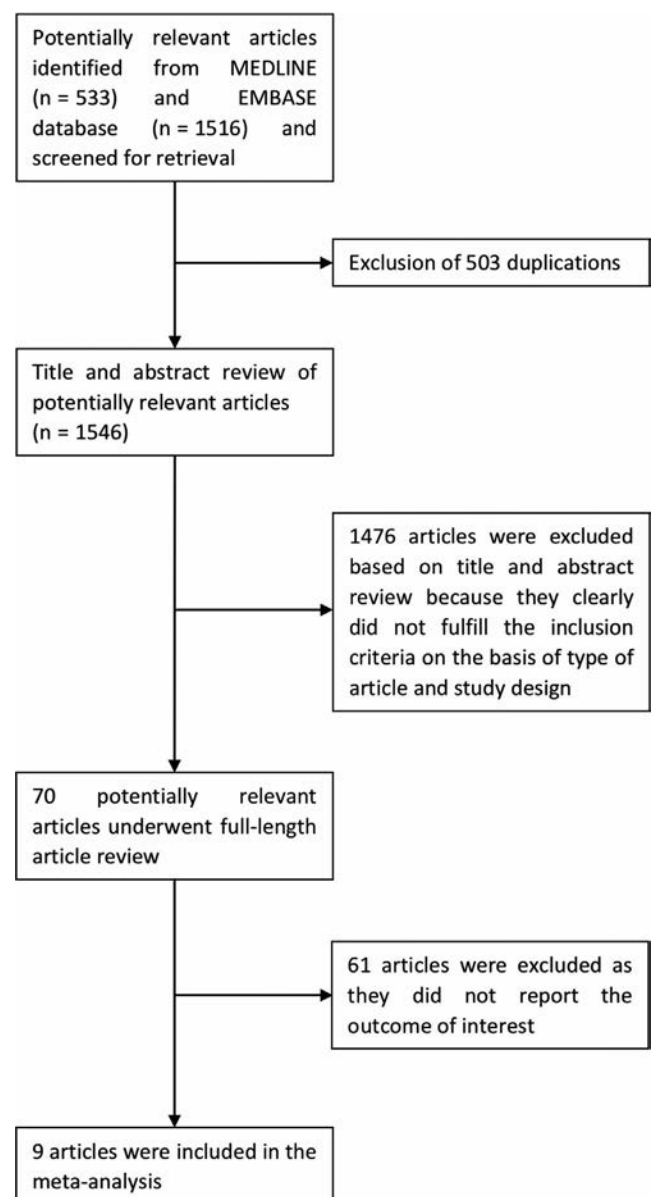 Potentially relevant articles
identified from MEDLINE
(n = 533) and EMBASE
database (n = 1516) and
screened for retrieval
Exclusion of 503 duplications
Title and abstract review of
potentially relevant articles
(n = 1546)
1476 articles were excluded
based on title and abstract
review because they clearly
did not fulfill the inclusion
criteria on the basis of type of
article and study design
70 potentially relevant
articles underwent full-length
article review
61 articles were excluded as
they did not report the
outcome of interest
9 articles were included in the
meta-analysis